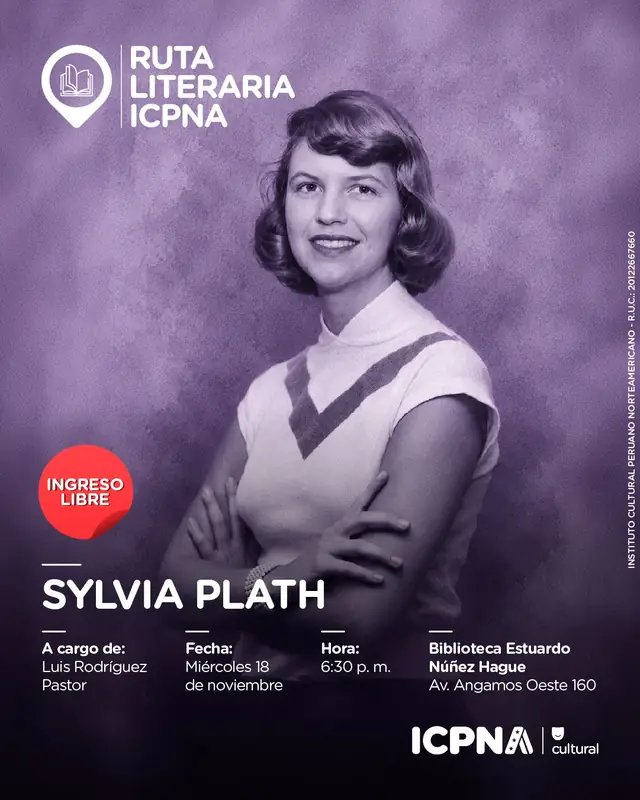 RUTA
LITERARIA
ICPNA
INSTITUTO CULTURAL PERUANO NORTEAMERICANO - R.U.C.: 20122667660
INGRESO
LIBRE
SYLVIA PLATH
A cargo de:
Luis Rodríguez
Pastor
Fecha:
Miércoles 18
de noviembre
Hora:
6:30 p. m.
Biblioteca Estuardo
Núñez Hague
Av. Angamos Oeste 160
ICPNA
cultural